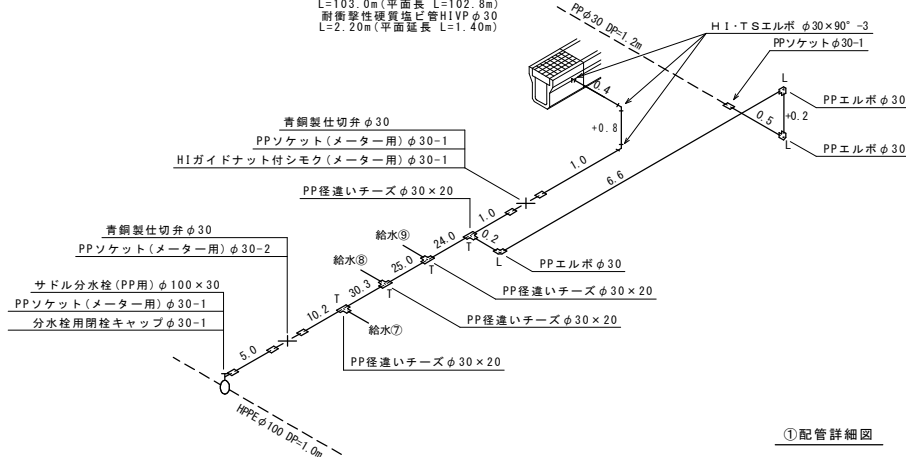 L=103.0m(平面長 L=102.8m)
耐衝撃性硬質塩ビ管HIVPφ30
L=2.20m(平面延長 L=1.40m)
PPφ30 DP=1.2m
HI・TSエルボ φ30×90°-3
PPソケットφ30-1
L
PPエルボφ30
0.4
+0.8
0.5
+0.2
L
PPエルボφ30
青銅製仕切弁φ30
PPソケット(メーター用)φ30-1
HIガイドナット付シモク(メーター用)φ30-1
1.0
6.6
PP径違いチーズφ30×20
1.0
青銅製仕切弁φ30
PPソケット(メーター用)φ30-2
給水⑨
24.0
T
0.2
L
PPエルボφ30
給水⑧
25.0
T
PP径違いチーズφ30×20
サドル分水栓(PP用)φ100×30
PPソケット(メーター用)φ30-1
分水栓用閉栓キャップφ30-1
T
30.3
T
PP径違いチーズφ30×20
10.2
給水⑦
5.0
PP径違いチーズφ30×20
HPPEφ100 DP=1.0m
①配管詳細図